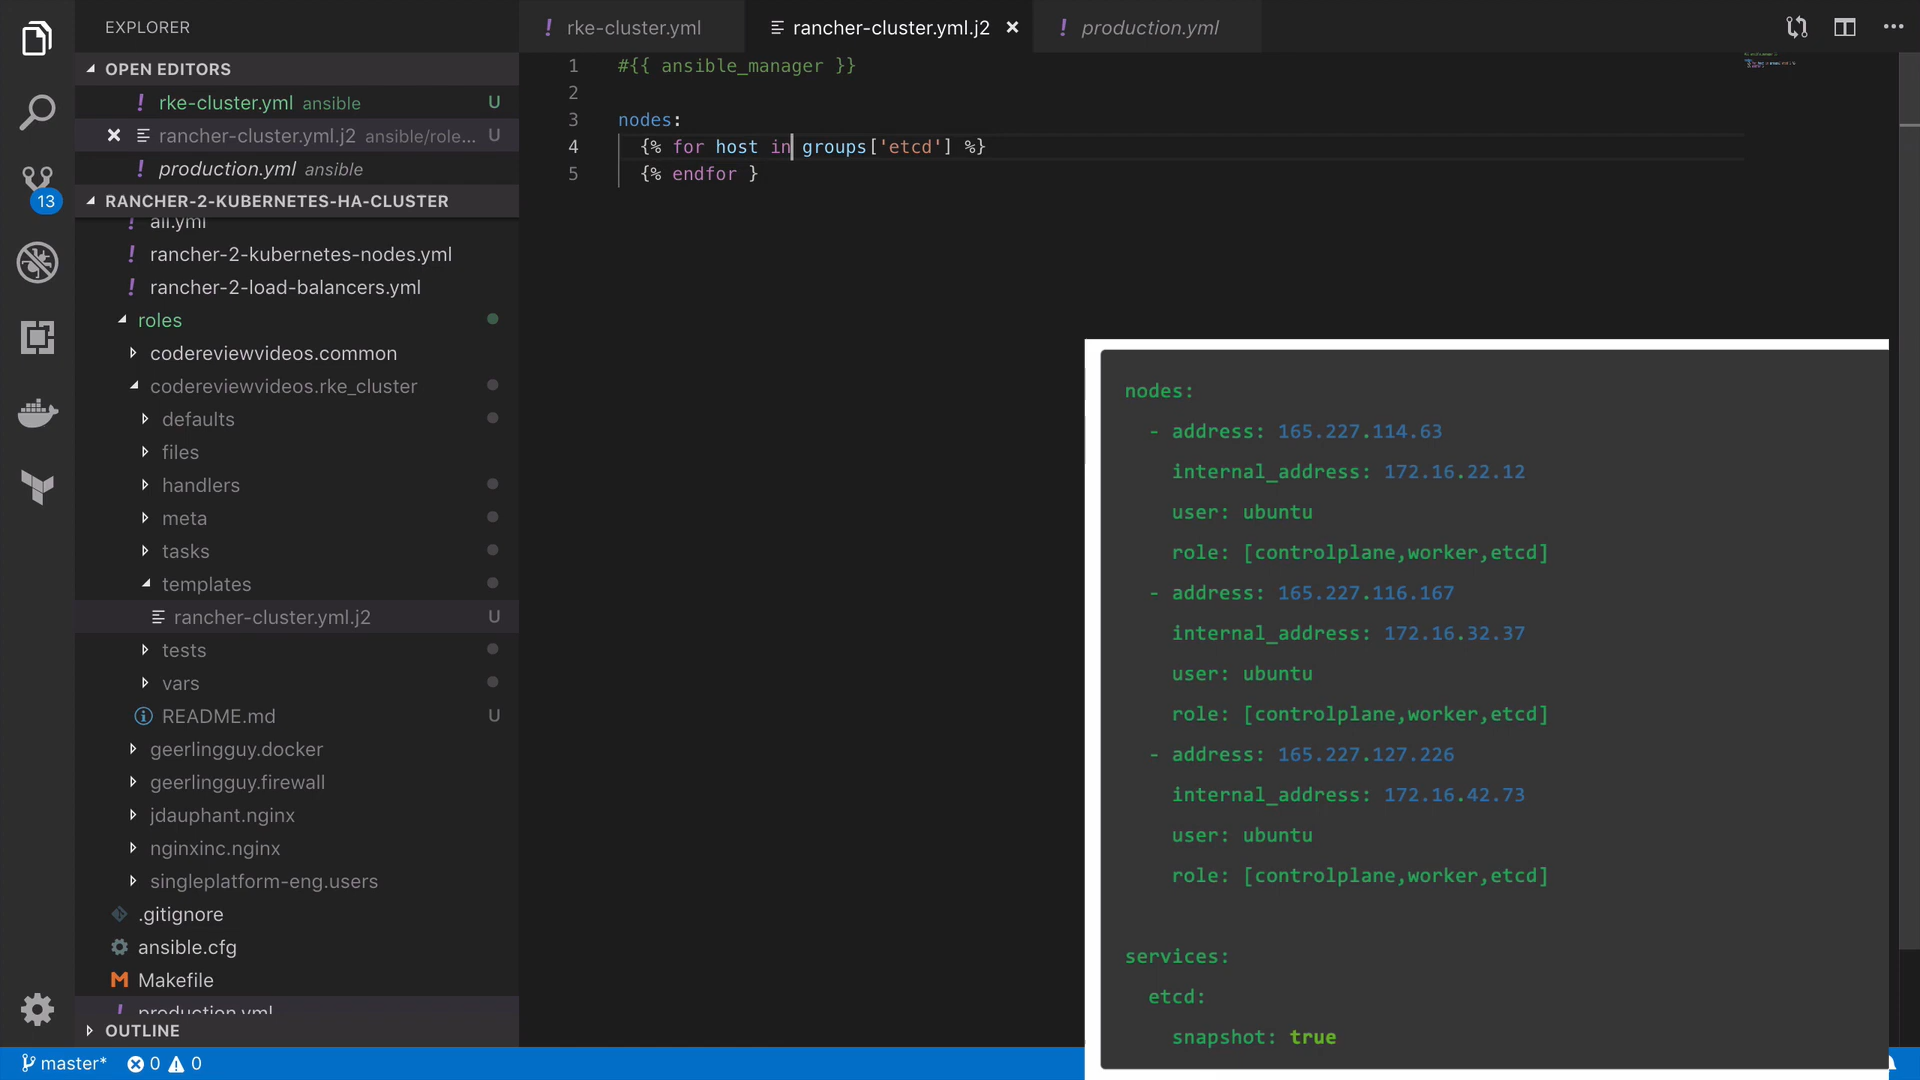 EXPLORER
OPEN EDITORS
rke-cluster.yml ansible U
rancher-cluster.yml.j2 ansible/role... U
production.yml ansible
13
RANCHER-2-KUBERNETES-HA-CLUSTER
all.yml
rancher-2-kubernetes-nodes.yml
rancher-2-load-balancers.yml
roles
codereviewvideos.common
codereviewvideos.rke_cluster
defaults
files
handlers
meta
tasks
templates
rancher-cluster.yml.j2 U
tests
vars
README.md U
geerlingguy.docker
geerlingguy.firewall
jdauphant.nginx
nginxinc.nginx
singleplatform-eng.users
.gitignore
ansible.cfg
M Makefile
production.yml
OUTLINE
master* 0 0
! rke-cluster.yml
rancher-cluster.yml.j2
! production.yml
1 #{{ ansible_manager }}
2
3 nodes:
4 {% for host in groups['etcd'] %}
5 {% endfor }
nodes:
- address: 165.227.114.63
internal_address: 172.16.22.12
user: ubuntu
role: [controlplane,worker,etcd]
- address: 165.227.116.167
internal_address: 172.16.32.37
user: ubuntu
role: [controlplane,worker,etcd]
- address: 165.227.127.226
internal_address: 172.16.42.73
user: ubuntu
role: [controlplane,worker,etcd]
services:
etcd:
snapshot: true